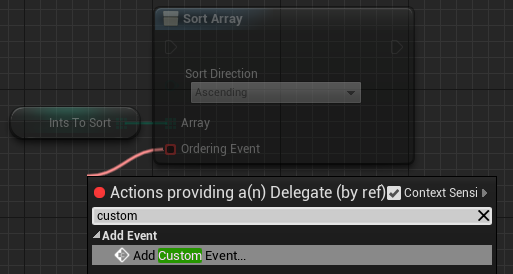 Sort Array
Sort Direction
Ascending
Ints To Sort
Array
Ordering Event
Actions providing a(n) Delegate (by ref)
Context Sensi
custom
Add Event
Add Custom Event...